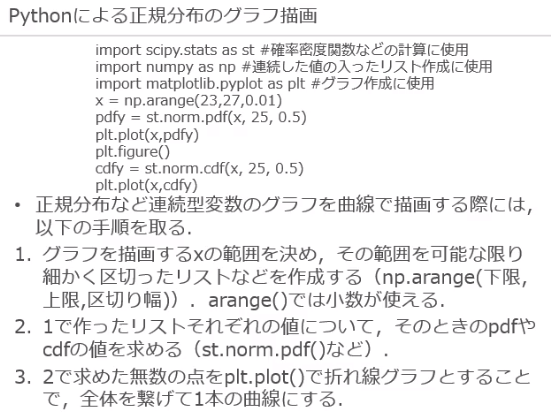 Pythonによる正規分布のグラフ描画
import scipy.stats as st #確率密度関数などの計算に使用
import numpy as np #連続した値の入ったリスト作成に使用
import matplotlib.pyplot as plt #グラフ作成に使用
x = np.arange(23,27,0.01)
pdfy = st.norm.pdf(x, 25, 0.5)
plt.plot(x,pdfy)
plt.figure()
cdfy = st.norm.cdf(x, 25, 0.5)
plt.plot(x,cdfy)
• 正規分布など連続型変数のグラフを曲線で描画する際には，
以下の手順を取る．
1. グラフを描画するxの範囲を決め，その範囲を可能な限り
細かく区切ったリストなどを作成する（np.arange(下限,
上限,区切り幅)）．arange()では小数が使える．
2. 1で作ったリストそれぞれの値について，そのときのpdfや
cdfの値を求める（st.norm.pdf()など）．
3. 2で求めた無数の点をplt.plot()で折れ線グラフとすること
で，全体を繋げて1本の曲線にする．